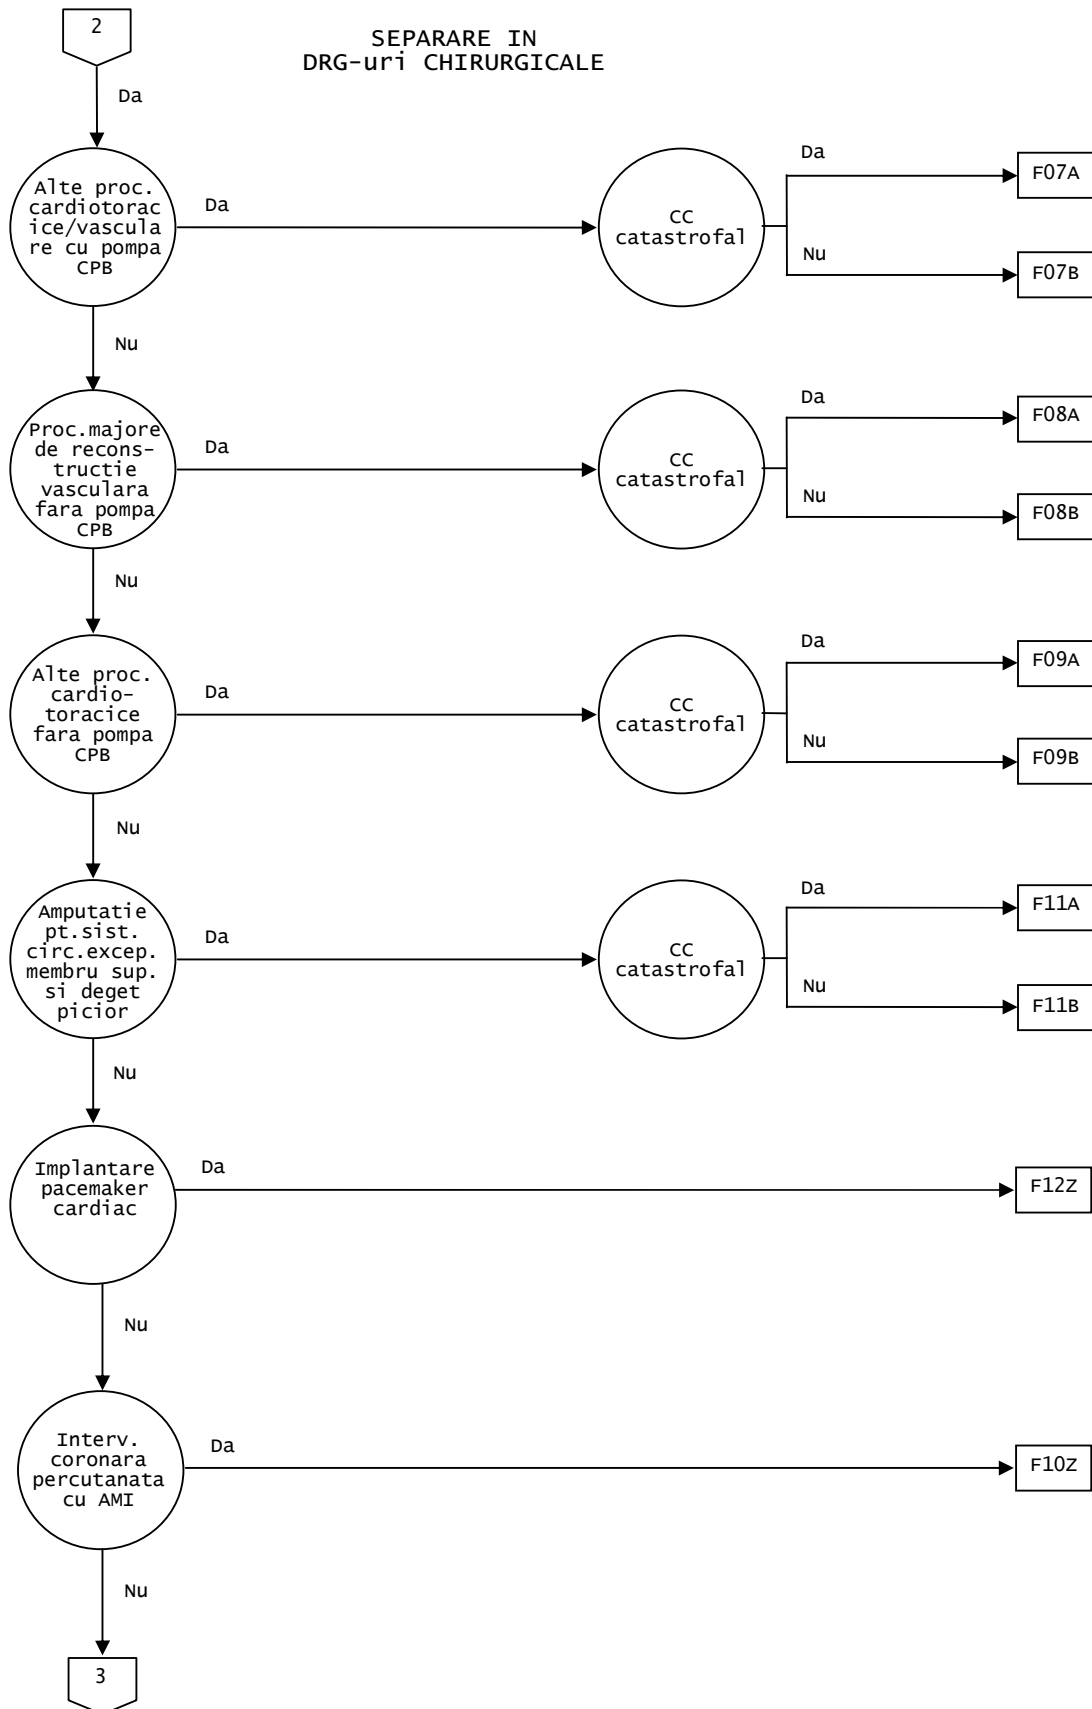 2
SEPARARE IN
DRG-uri CHIRURGICALE
Da
Alte proc.
cardiotorac
ice/vascula
re cu pompa
CPB
Da
CC
catastrofal
Da
F07A
Nu
F07B
Nu
Proc.majore
de recons-
tructie
vasculara
fara pompa
CPB
Da
CC
catastrofal
Da
F08A
Nu
F08B
Nu
Alte proc.
cardio-
toracice
fara pompa
CPB
Da
CC
catastrofal
Da
F09A
Nu
F09B
Nu
Amputatie
pt.sist.
circ.excep.
membru sup.
si deget
picior
Da
CC
catastrofal
Da
F11A
Nu
F11B
Nu
Implantare
pacemaker
cardiac
Da
F12Z
Nu
Interv.
coronara
percutanata
cu AMI
Da
F10Z
Nu
3